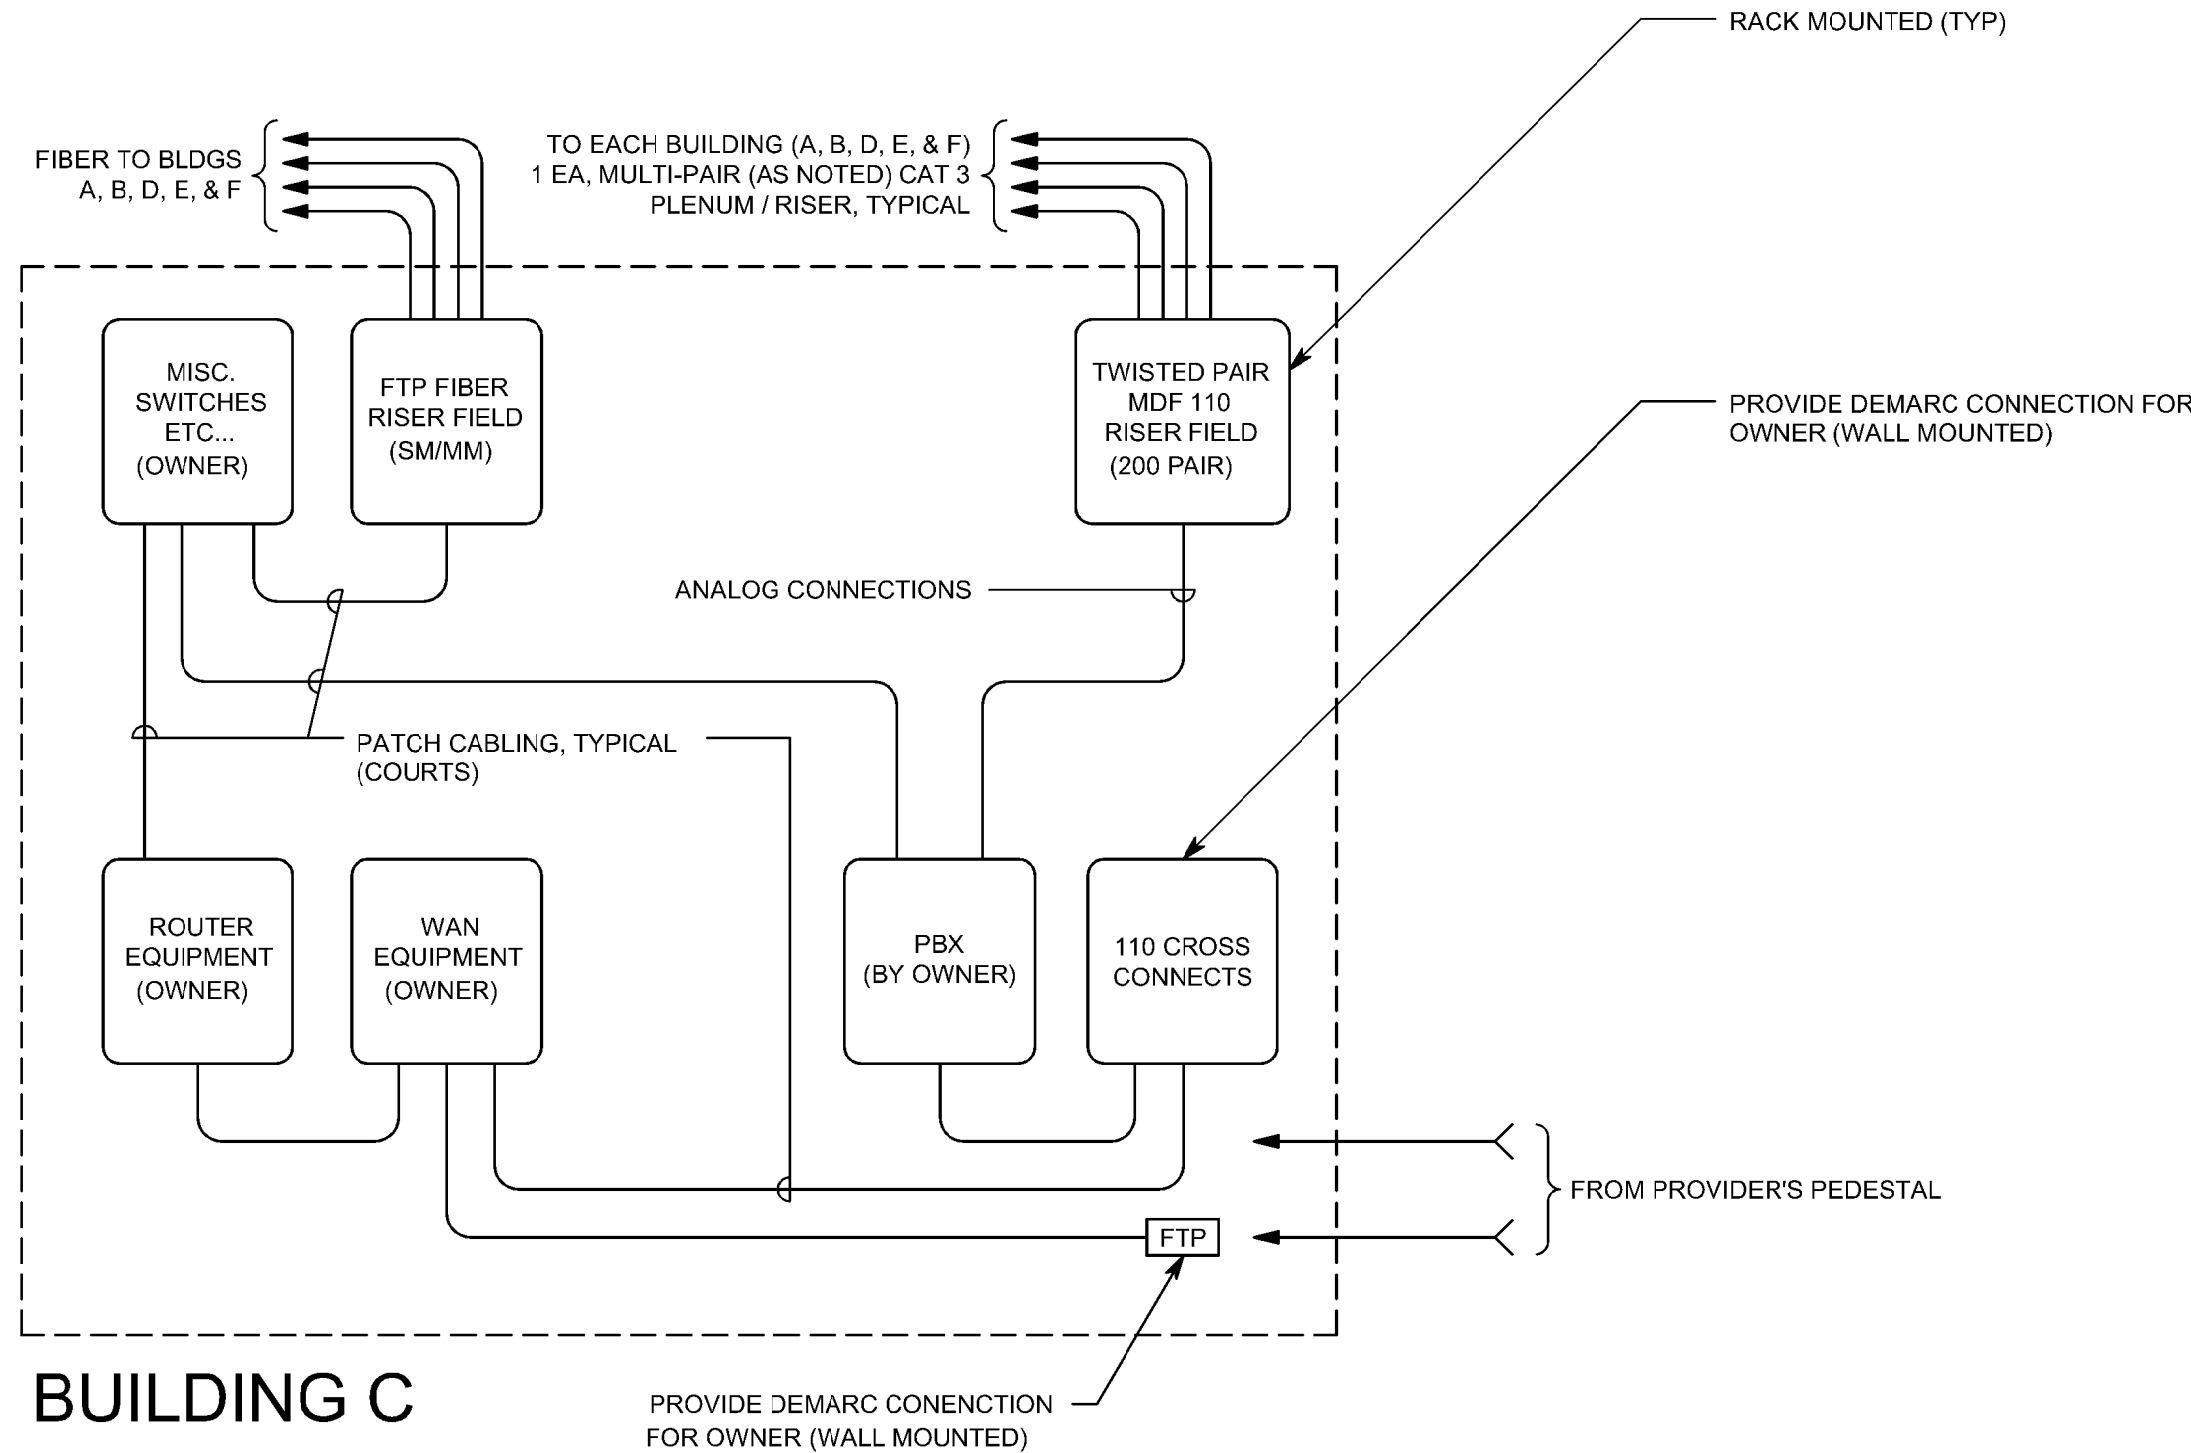 RACK MOUNTED (TYP)
FIBER TO BLDGS
A, B, D, E, & F
TO EACH BUILDING (A, B, D, E, & F)
1 EA, MULTI-PAIR (AS NOTED) CAT 3
PLENUM / RISER, TYPICAL
MISC.
SWITCHES
ETC...
(OWNER)
FTP FIBER
RISER FIELD
(SM/MM)
TWISTED PAIR
MDF 110
RISER FIELD
(200 PAIR)
PROVIDE DEMARC CONNECTION FOR
OWNER (WALL MOUNTED)
ANALOG CONNECTIONS
PATCH CABLING, TYPICAL
(COURTS)
ROUTER
EQUIPMENT
(OWNER)
WAN
EQUIPMENT
(OWNER)
PBX
(BY OWNER)
110 CROSS
CONNECTS
FROM PROVIDER'S PEDESTAL
FTP
BUILDING C
PROVIDE DEMARC CONENCTION
FOR OWNER (WALL MOUNTED)